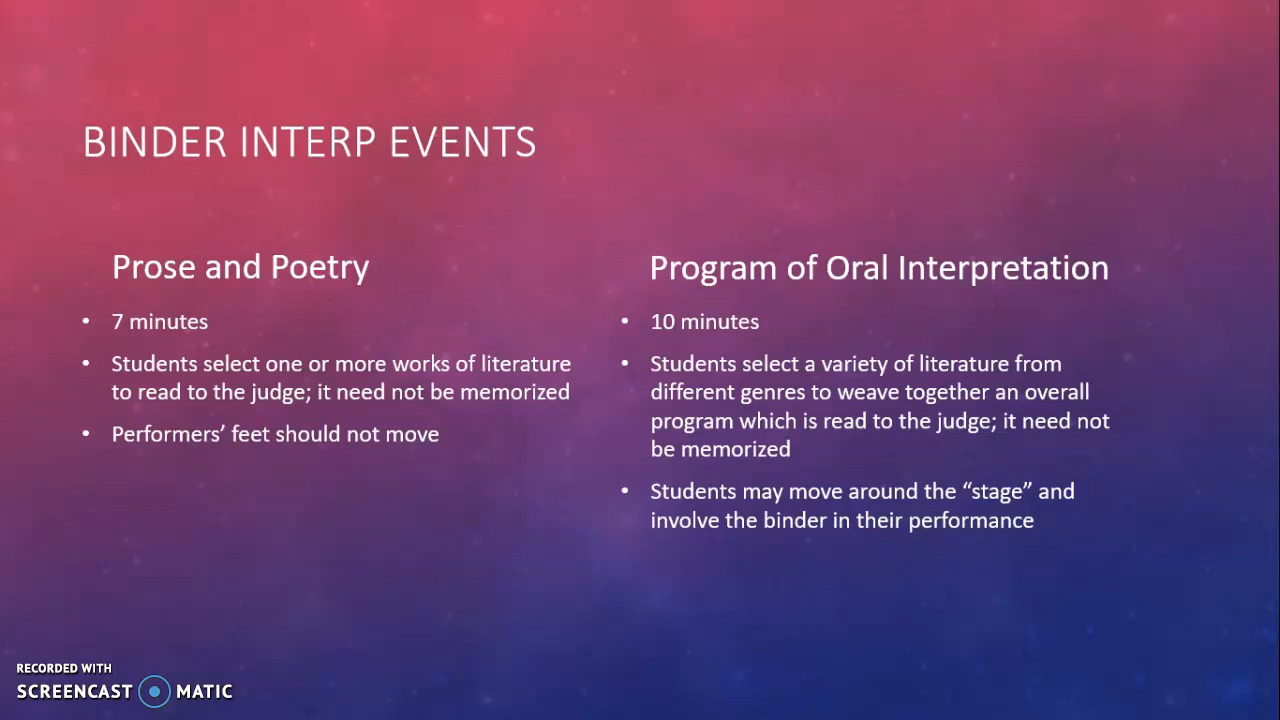 BINDER INTERP EVENTS
Prose and Poetry
• 7 minutes
• Students select one or more works of literature
to read to the judge; it need not be memorized
• Performers’ feet should not move
Program of Oral Interpretation
• 10 minutes
• Students select a variety of literature from
different genres to weave together an overall
program which is read to the judge; it need not
be memorized
• Students may move around the “stage” and
involve the binder in their performance
RECORDED WITH
SCREENCAST MATIC